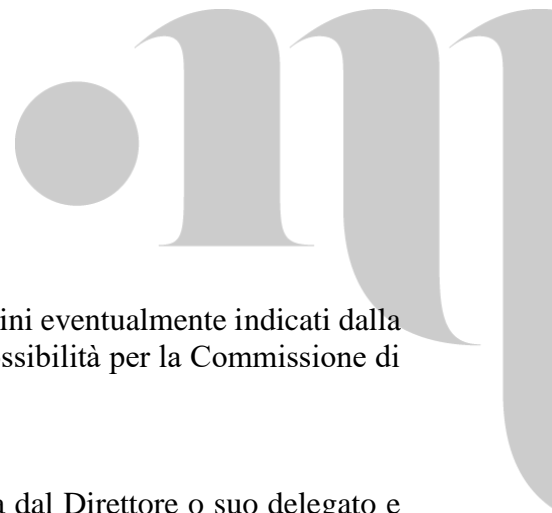 ini eventualmente indicati dalla
ssibilità per la Commissione di
dal Direttore o suo delegato e